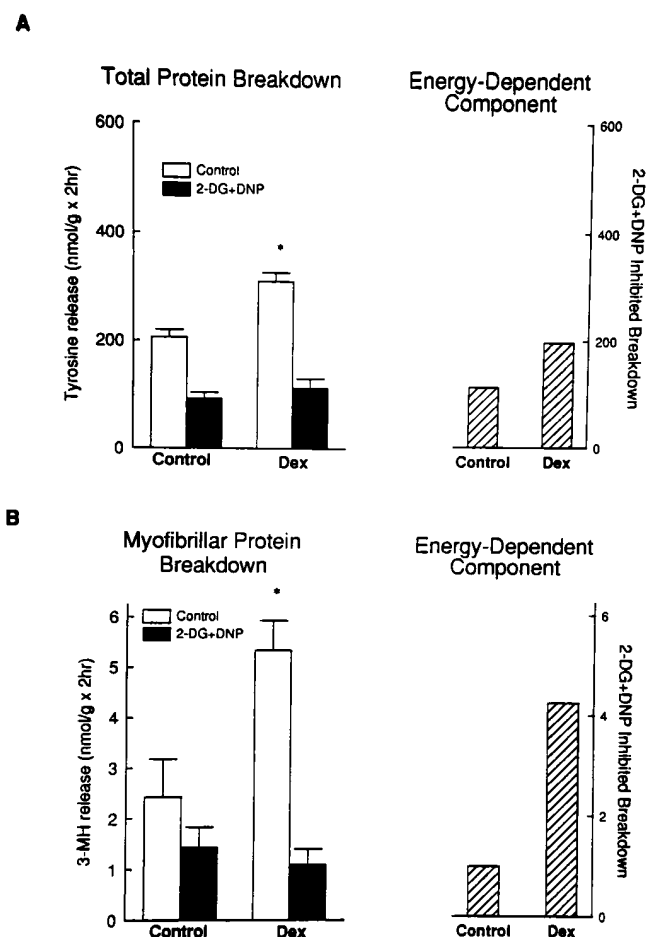 A
Total Protein Breakdown
Energy-Dependent
Component
600
400
200
0
Tyrosine release (nmol/g x 2hr)
Control
2-DG+DNP
*
Control
Dex
600
400
200
0
2-DG+DNP Inhibited Breakdown
Control
Dex
B
Myofibrillar Protein
Breakdown
Energy-Dependent
Component
6
5
4
3
2
1
0
3-MH release (nmol/g x 2hr)
Control
2-DG+DNP
*
Control
Dex
6
4
2
0
2-DG+DNP Inhibited Breakdown
Control
Dex